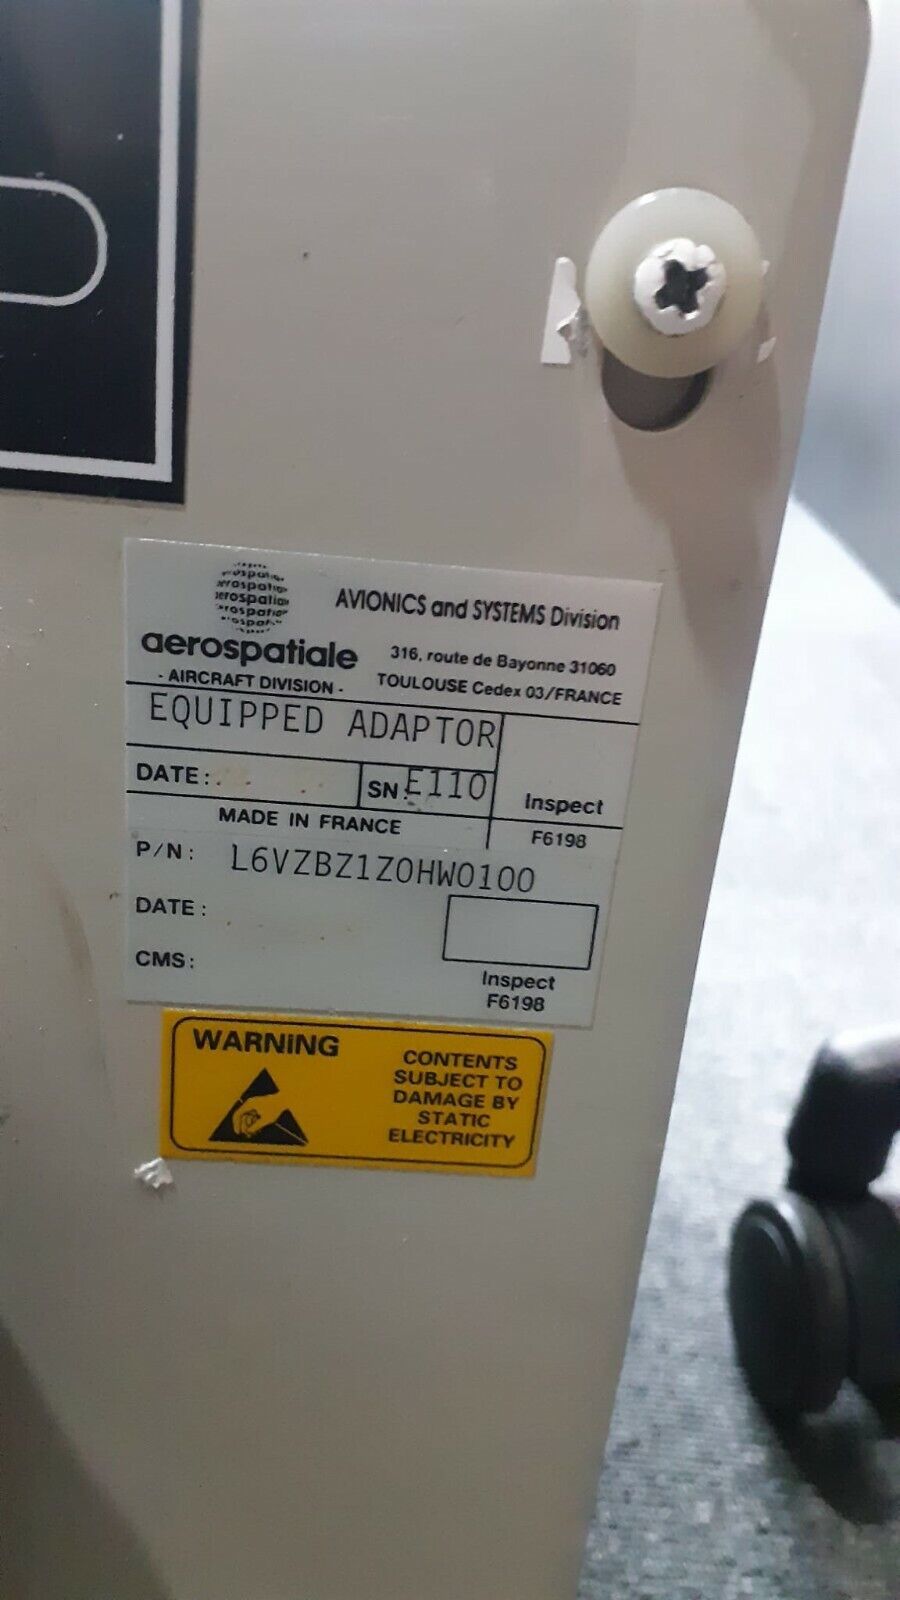 aerospatiale
- AIRCRAFT DIVISION -
AVIONICS and SYSTEMS Division
316, route de Bayonne 31060
TOULOUSE Cedex 03/FRANCE
EQUIPPED ADAPTOR
DATE:
SN: E110
Inspect
MADE IN FRANCE
F6198
P/N: L6VZBZ1Z0HW0100
DATE:
CMS:
Inspect
F6198
WARNING
CONTENTS
SUBJECT TO
DAMAGE BY
STATIC
ELECTRICITY